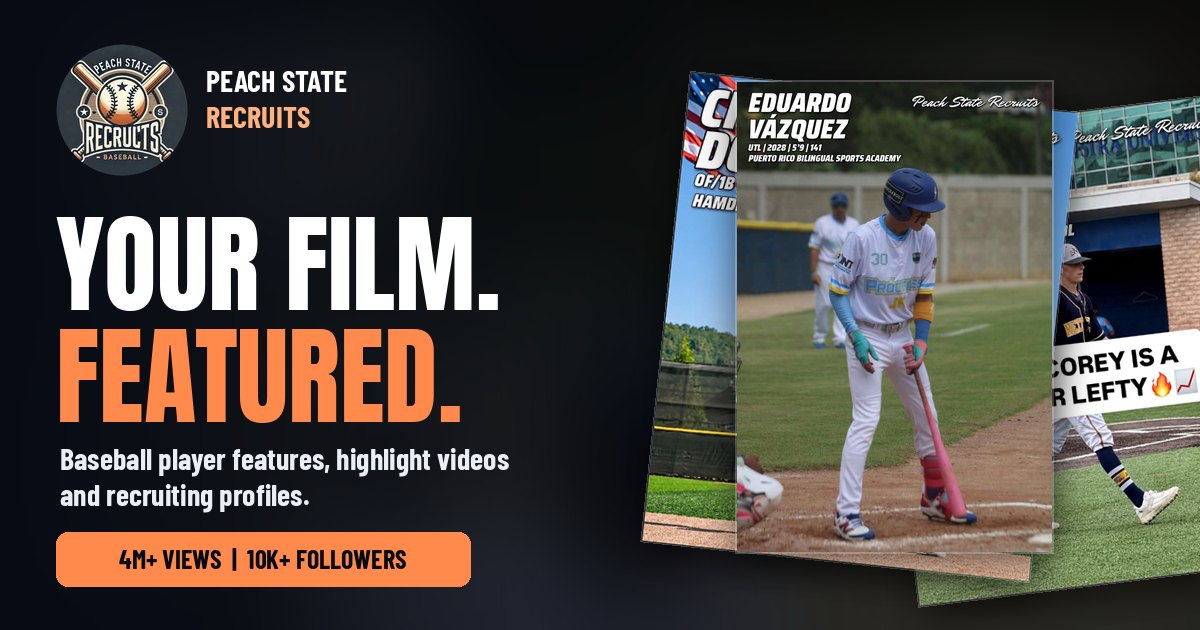 PEACH STATE
RECRUCTS
BASEBALL
S
PEACH STATE
RECRUITS
YOUR FILM.
FEATURED.
Baseball player features, highlight videos
and recruiting profiles.
4M+ VIEWS | 10K+ FOLLOWERS
OF/1B
EDUARDO
VÁZQUEZ
UTL | 2028 | 5'9 | 141
PUERTO RICO BILINGUAL SPORTS ACADEMY
Peach State Recruits
30
Peach State
COREY IS A
LEFTY🔥📈